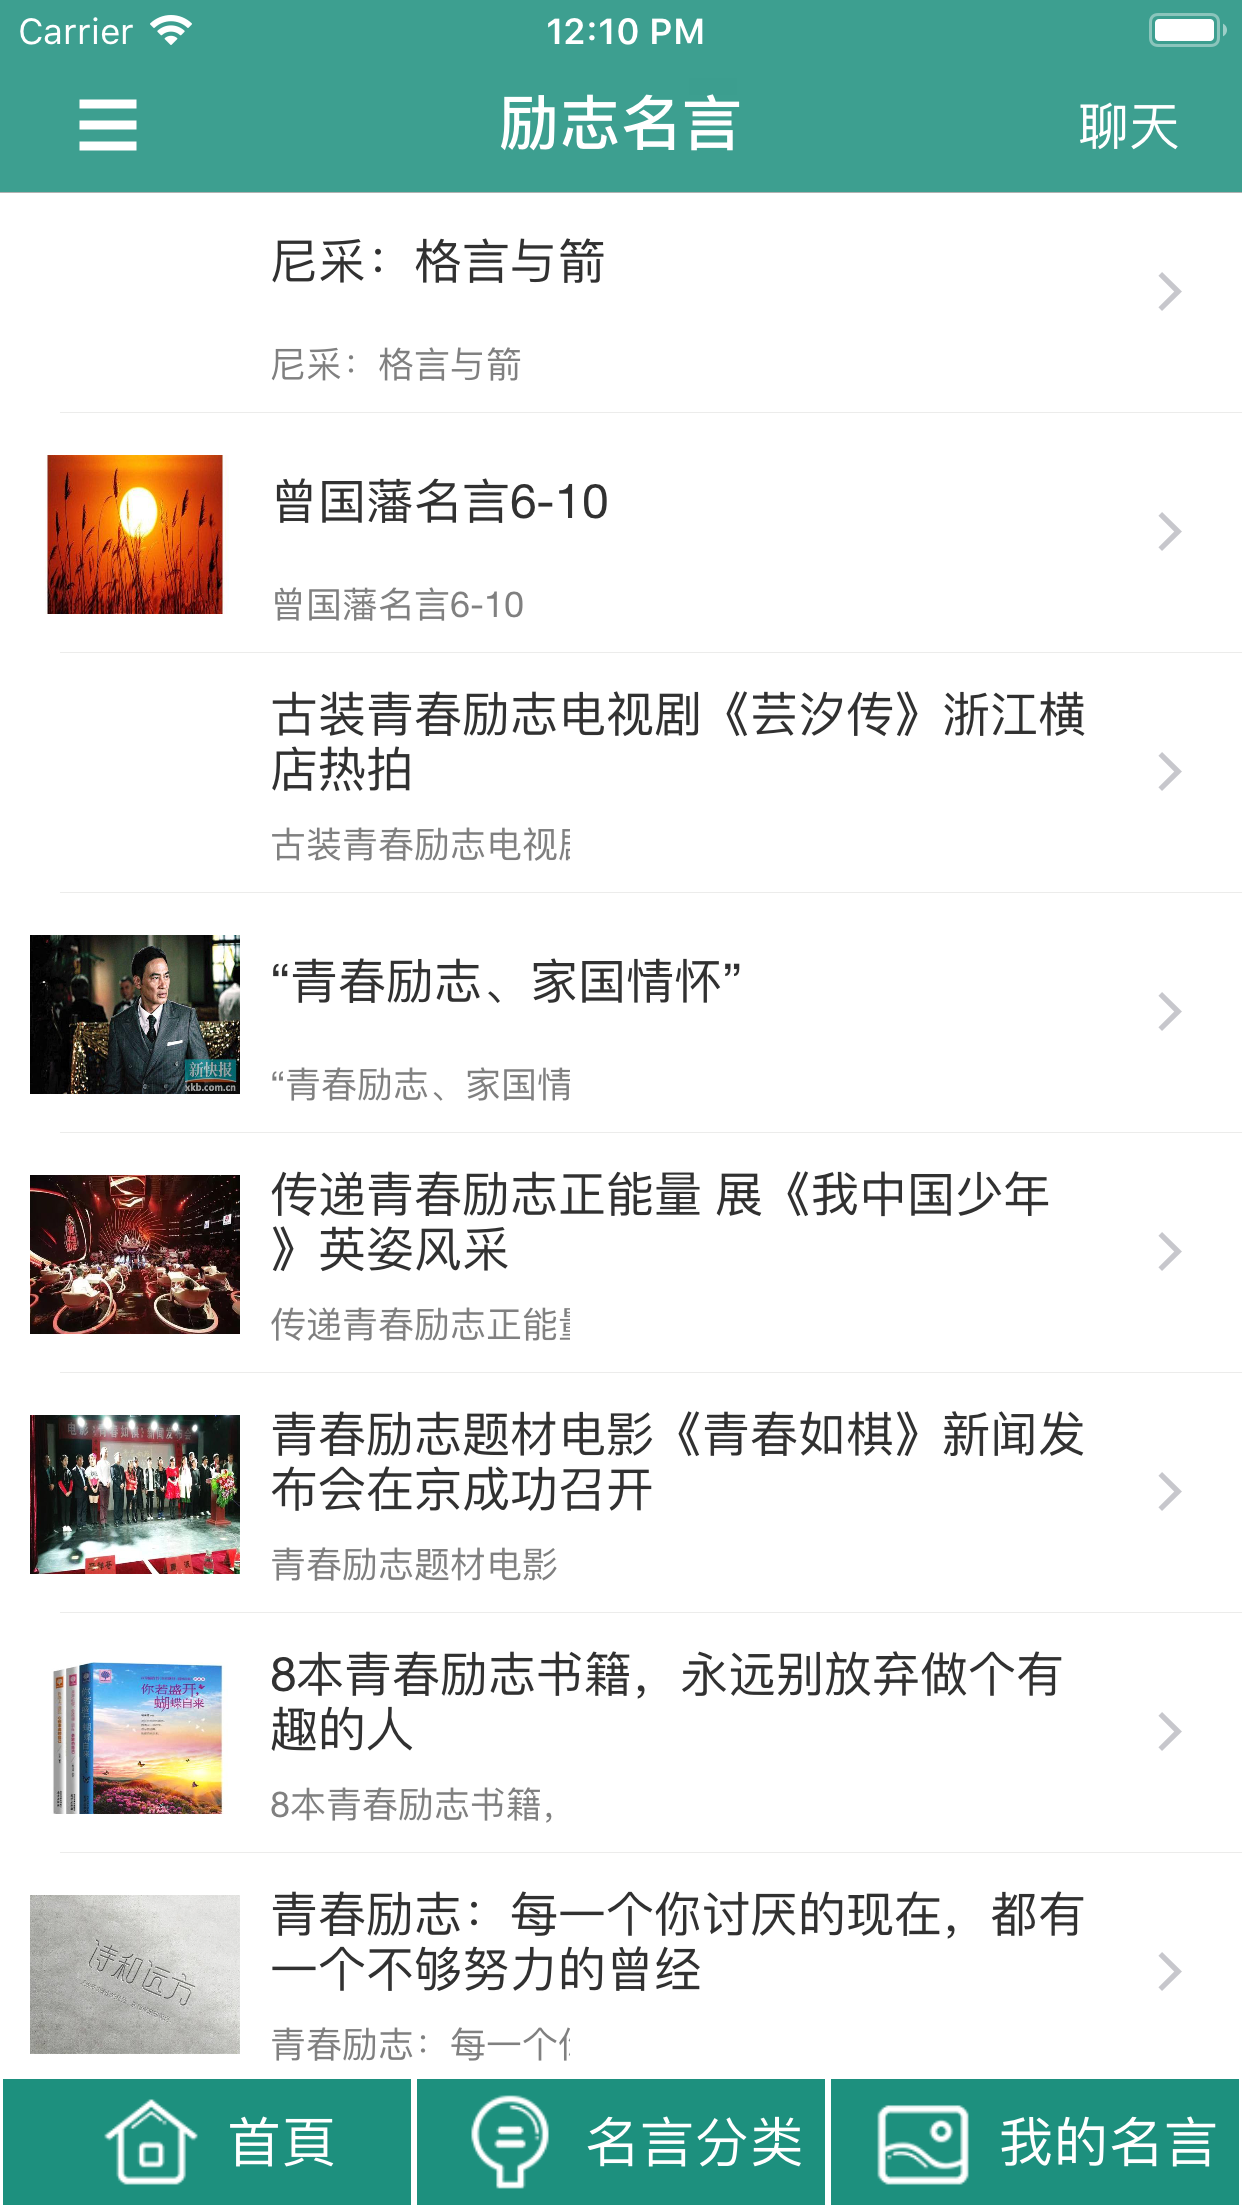 Carrier
12:10 PM
励志名言
聊天
尼采：格言与箭
尼采：格言与箭
曾国藩名言6-10
曾国藩名言6-10
古装青春励志电视剧《芸汐传》浙江横
店热拍
古装青春励志电视
“青春励志、家国情怀”
“青春励志、家国情
新快报
xkb.com.cn
传递青春励志正能量 展《我中国少年
》英姿风采
传递青春励志正能
青春励志题材电影《青春如棋》新闻发
布会在京成功召开
青春励志题材电影
8本青春励志书籍，永远别放弃做个有
趣的人
8本青春励志书籍，
你若盛开，
蝴蝶自来
青春励志：每一个你讨厌的现在，都有
一个不够努力的曾经
青春励志：每一个
诗和远方
首頁
名言分类
我的名言